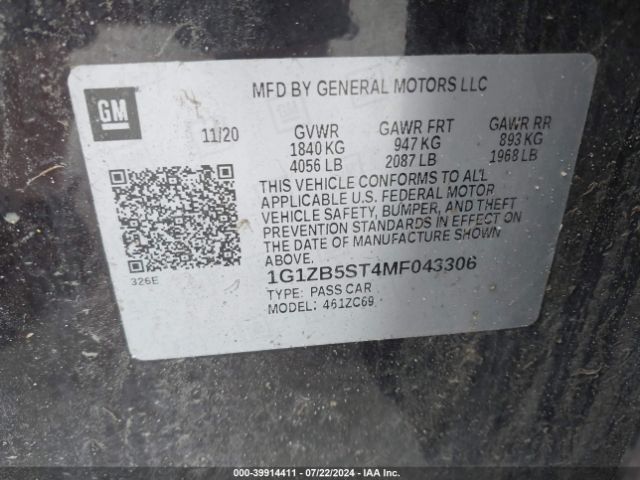 GM
MFD BY GENERAL MOTORS LLC
11/20 GVWR GAWR FRT GAWR RR
1840 KG 947 KG 893 KG
4056 LB 2087 LB 1968 LB
THIS VEHICLE CONFORMS TO ALL
APPLICABLE U.S. FEDERAL MOTOR
VEHICLE SAFETY, BUMPER, AND THEFT
PREVENTION STANDARDS IN EFFECT ON
THE DATE OF MANUFACTURE SHOWN
ABOVE.
326E
1G1ZB5ST4MF043306
TYPE: PASS CAR
MODEL: 461ZC69
000-39914411 - 07/22/2024 - IAA Inc.